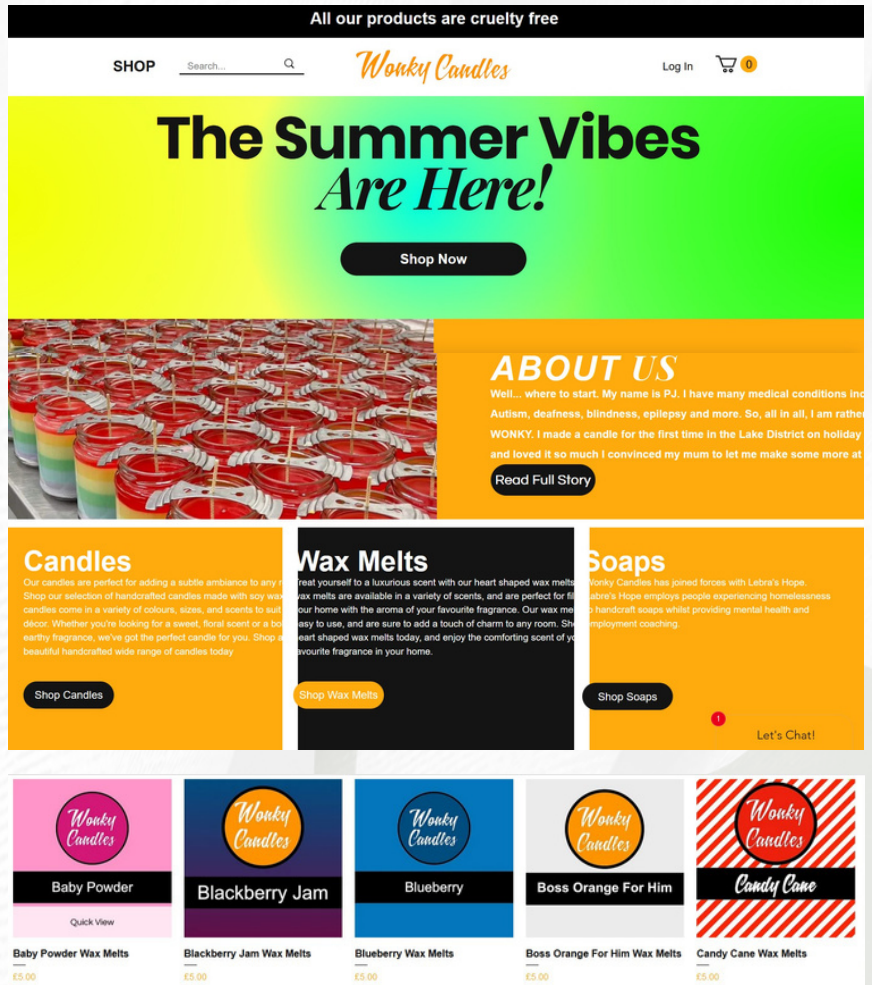 All our products are cruelty free
SHOP
Search...
Wonky Candles
Log In
0
The Summer Vibes
Are Here!
Shop Now
ABOUT US
Well... where to start. My name is PJ. I have many medical conditions inc
Autism, deafness, blindness, epilepsy and more. So, all in all, I am rathe
WONKY. I made a candle for the first time in the Lake District on holiday
and loved it so much I convinced my mum to let me make some more at
Read Full Story
Candles
Our candles are perfect for adding a subtle ambiance to any r
Shop our selection of handcrafted candles made with soy wax
candles come in a variety of colours, sizes, and scents to suit
décor. Whether you're looking for a sweet, floral scent or a bo
earthy fragrance, we've got the perfect candle for you. Shop a
beautiful handcrafted wide range of candles today
Shop Candles
Wax Melts
Treat yourself to a luxurious scent with our heart shaped wax melts
wax melts are available in a variety of scents, and are perfect for fil
your home with the aroma of your favourite fragrance. Our wax me
easy to use, and are sure to add a touch of charm to any room. Sh
heart shaped wax melts today, and enjoy the comforting scent of yo
favourite fragrance in your home.
Shop Wax Melts
Soaps
Wonky Candles has joined forces with Lebra's Hope.
Labre's Hope employs people experiencing homelessness
to handcraft soaps whilst providing mental health and
employment coaching.
Shop Soaps
1
Let's Chat!
Wonky
Candles
Baby Powder
Quick View
Baby Powder Wax Melts
£5.00
Wonky
Candles
Blackberry Jam
Blackberry Jam Wax Melts
£5.00
Wonky
Candles
Blueberry
Blueberry Wax Melts
£5.00
Wonky
Candles
Boss Orange For Him
Boss Orange For Him Wax Melts
£5.00
Wonky
Candles
Candy Cane
Candy Cane Wax Melts
£5.00